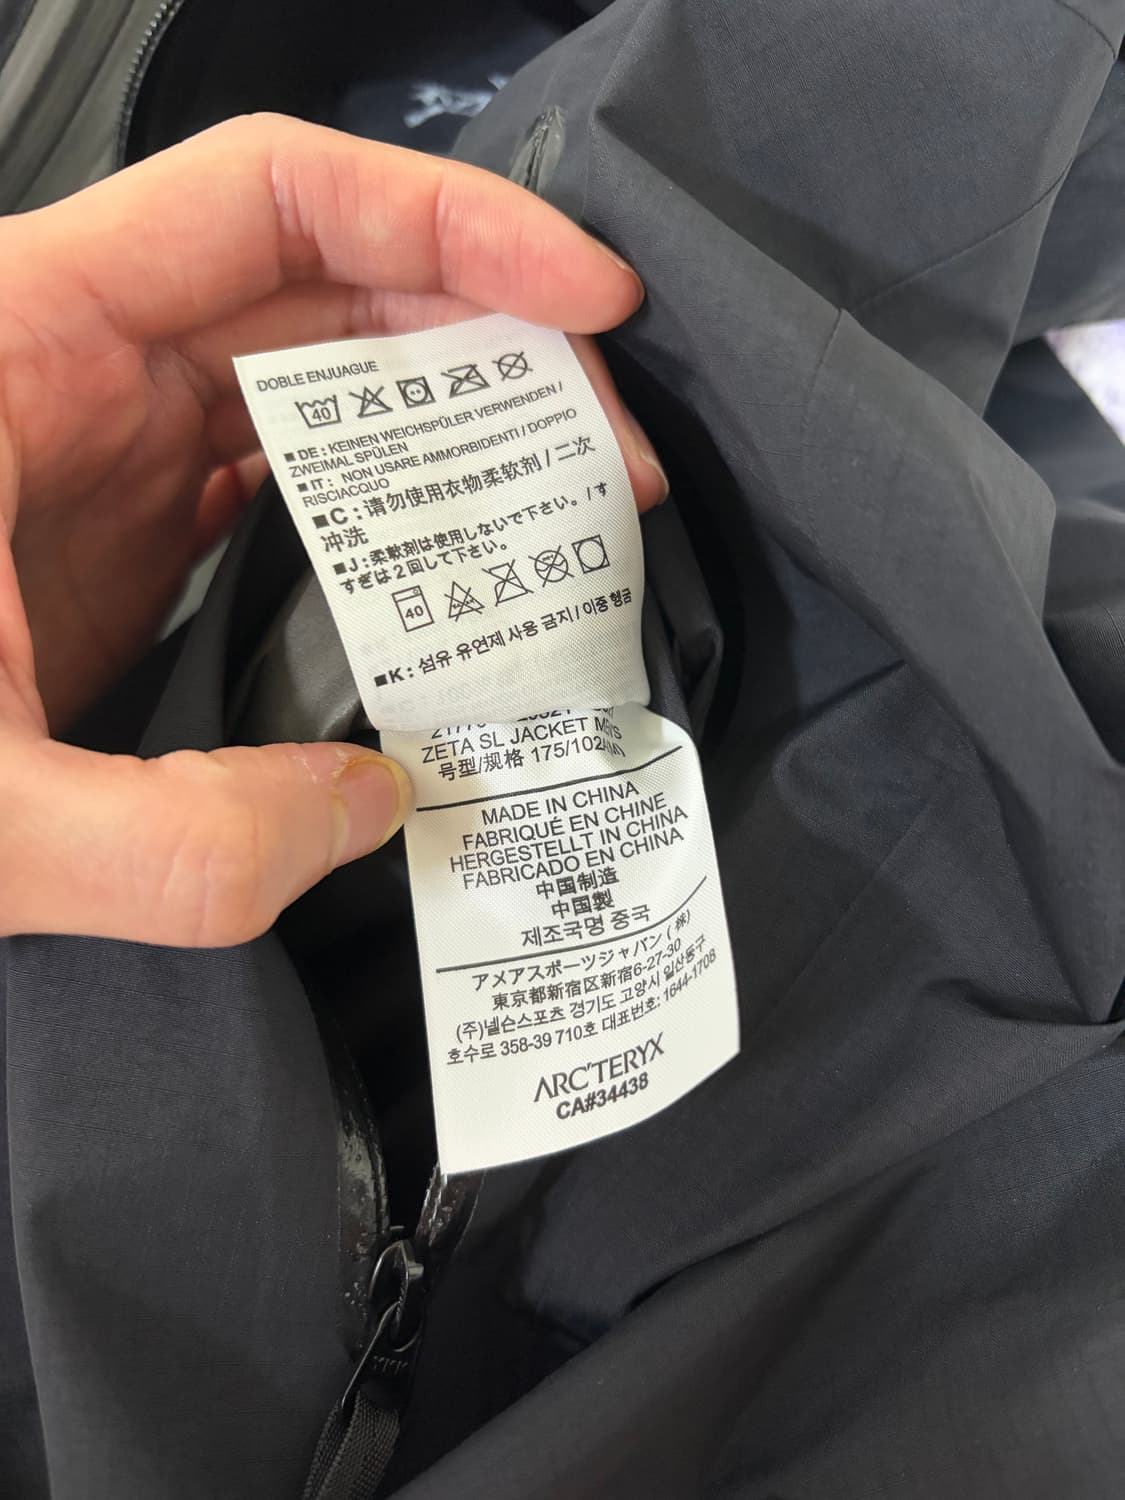 DOBLE ENJUAGUE
40
■ DE : KEINEN WEICHSPÜLER VERWENDEN /
ZWEIMAL SPÜLEN
■ IT : NON USARE AMMORBIDENTI / DOPPIO
RISCIACQUO
■C : 请勿使用衣物柔软剂 / 二次
冲洗
■J : 柔軟剤は使用しないで下さい。/ す
すぎは2回して下さい。
40
■K : 섬유 유연제 사용 금지 / 이중 헹굼
ZETA SL JACKET MEN'S
号型/规格 175/102A(M)
MADE IN CHINA
FABRIQUÉ EN CHINE
HERGESTELLT IN CHINA
FABRICADO EN CHINA
中国制造
中国製
제조국명 중국
アメアスポーツジャパン ( 株)
東京都新宿区新宿6-27-30
(주)넬슨스포츠 경기도 고양시 일산동구
호수로 358-39 710호 대표번호: 1644-1708
ARC'TERYX
CA#34438
YKK